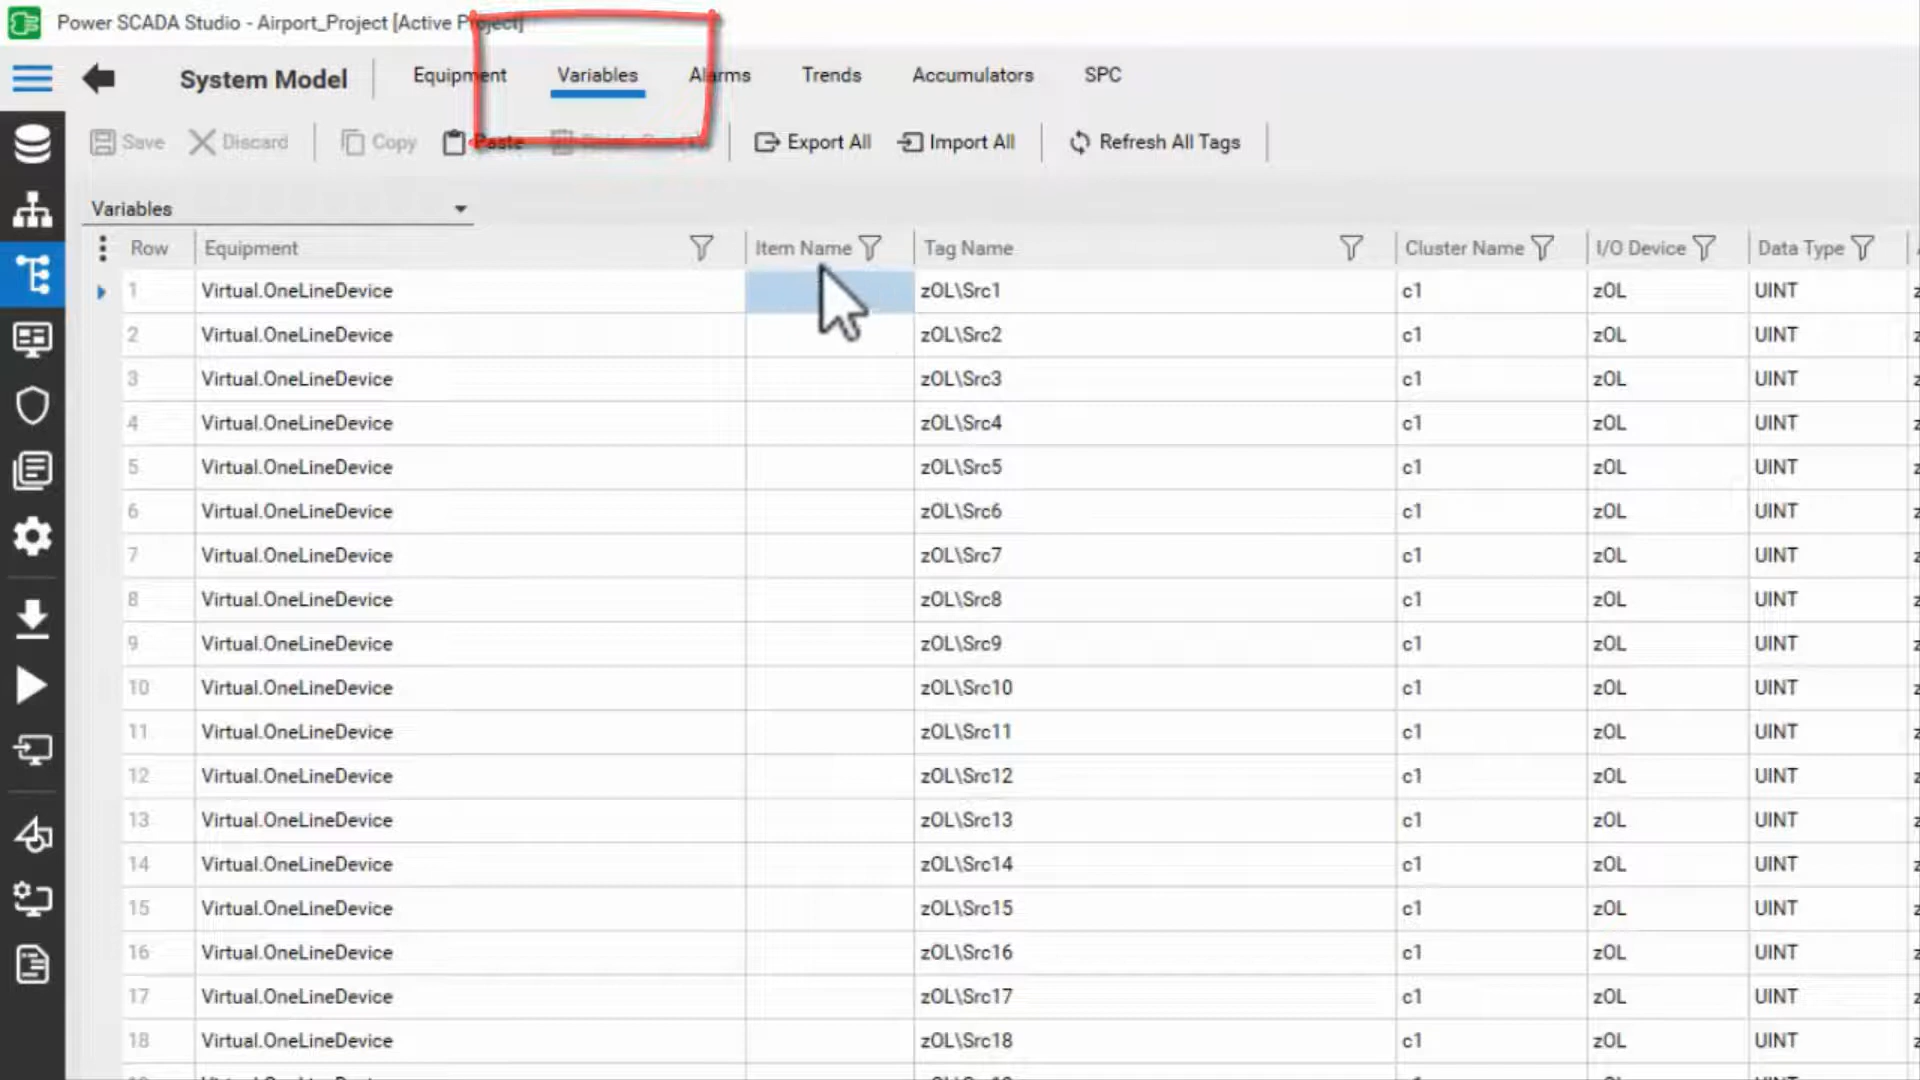 Power SCADA Studio - Airport_Project [Active Project]
System Model Equipment Variables Alarms Trends Accumulators SPC
Save Discard Copy Paste Export All Import All Refresh All Tags
Variables
Row Equipment Item Name Tag Name Cluster Name I/O Device Data Type
1 Virtual.OneLineDevice zOL\Src1 c1 zOL UINT
2 Virtual.OneLineDevice zOL\Src2 c1 zOL UINT
3 Virtual.OneLineDevice zOL\Src3 c1 zOL UINT
4 Virtual.OneLineDevice zOL\Src4 c1 zOL UINT
5 Virtual.OneLineDevice zOL\Src5 c1 zOL UINT
6 Virtual.OneLineDevice zOL\Src6 c1 zOL UINT
7 Virtual.OneLineDevice zOL\Src7 c1 zOL UINT
8 Virtual.OneLineDevice zOL\Src8 c1 zOL UINT
9 Virtual.OneLineDevice zOL\Src9 c1 zOL UINT
10 Virtual.OneLineDevice zOL\Src10 c1 zOL UINT
11 Virtual.OneLineDevice zOL\Src11 c1 zOL UINT
12 Virtual.OneLineDevice zOL\Src12 c1 zOL UINT
13 Virtual.OneLineDevice zOL\Src13 c1 zOL UINT
14 Virtual.OneLineDevice zOL\Src14 c1 zOL UINT
15 Virtual.OneLineDevice zOL\Src15 c1 zOL UINT
16 Virtual.OneLineDevice zOL\Src16 c1 zOL UINT
17 Virtual.OneLineDevice zOL\Src17 c1 zOL UINT
18 Virtual.OneLineDevice zOL\Src18 c1 zOL UINT